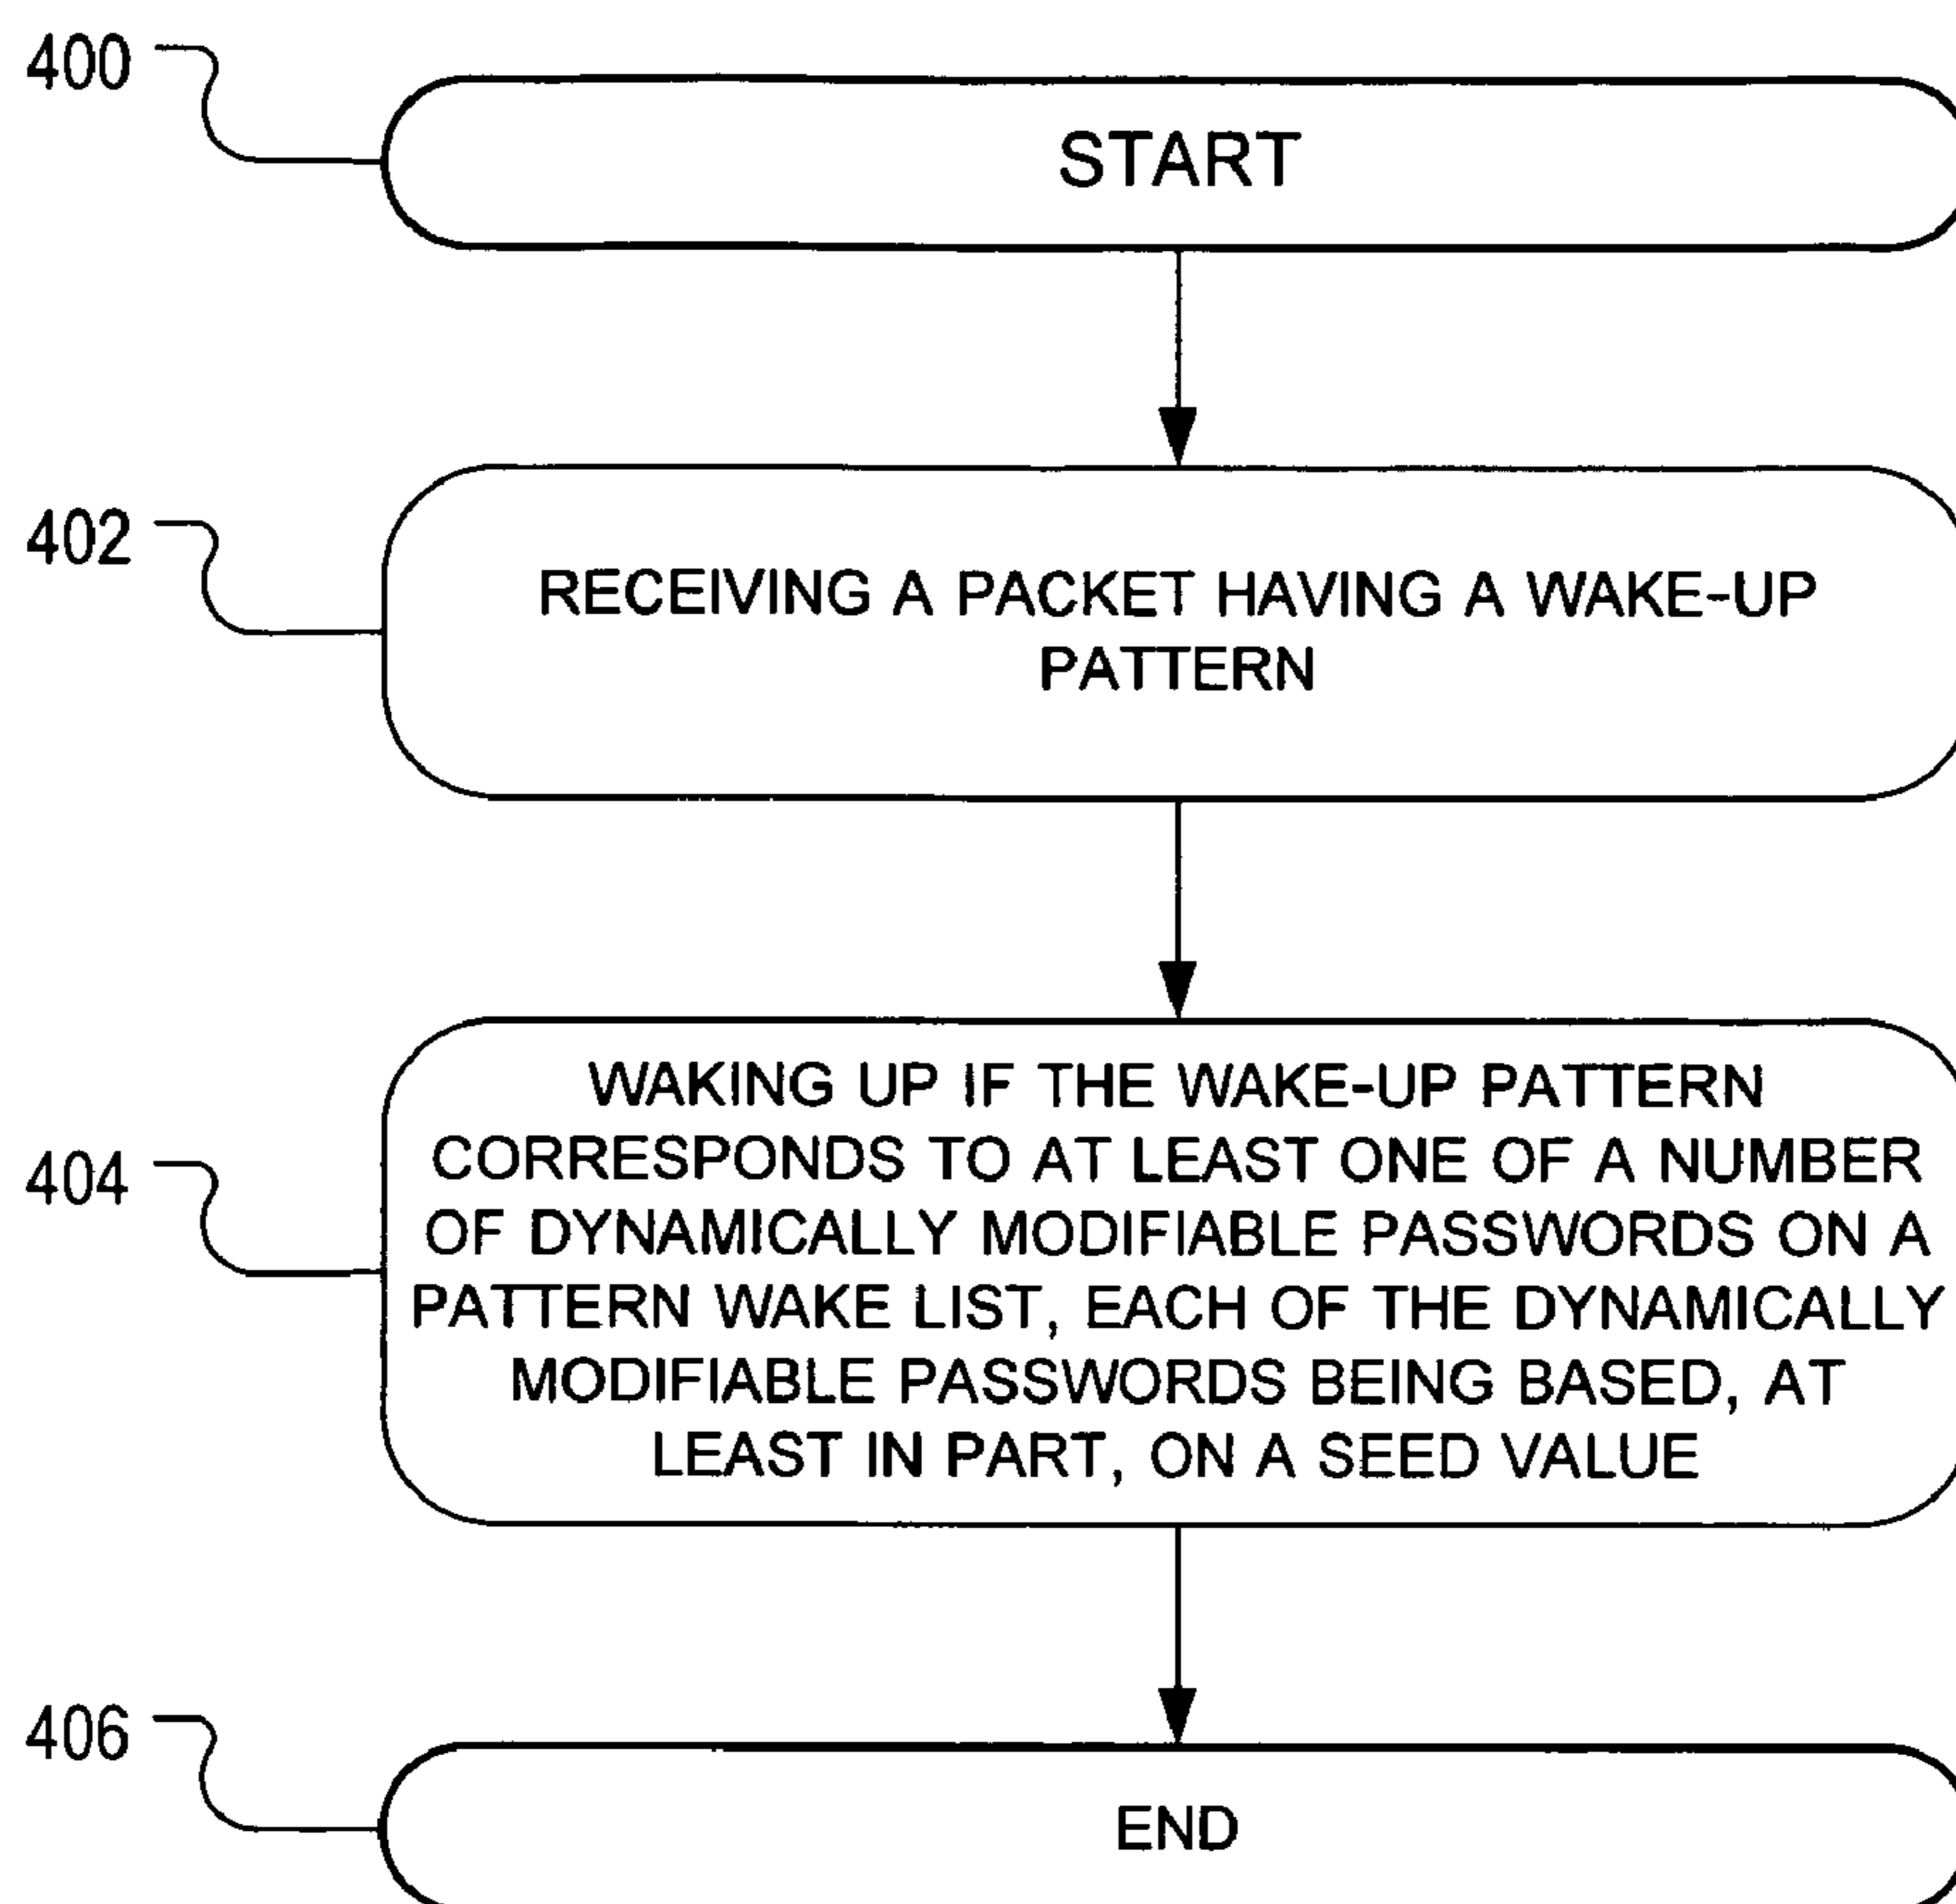 400
START
402
RECEIVING A PACKET HAVING A WAKE-UP
PATTERN
404
WAKING UP IF THE WAKE-UP PATTERN
CORRESPONDS TO AT LEAST ONE OF A NUMBER
OF DYNAMICALLY MODIFIABLE PASSWORDS ON A
PATTERN WAKE LIST, EACH OF THE DYNAMICALLY
MODIFIABLE PASSWORDS BEING BASED, AT
LEAST IN PART, ON A SEED VALUE
406
END